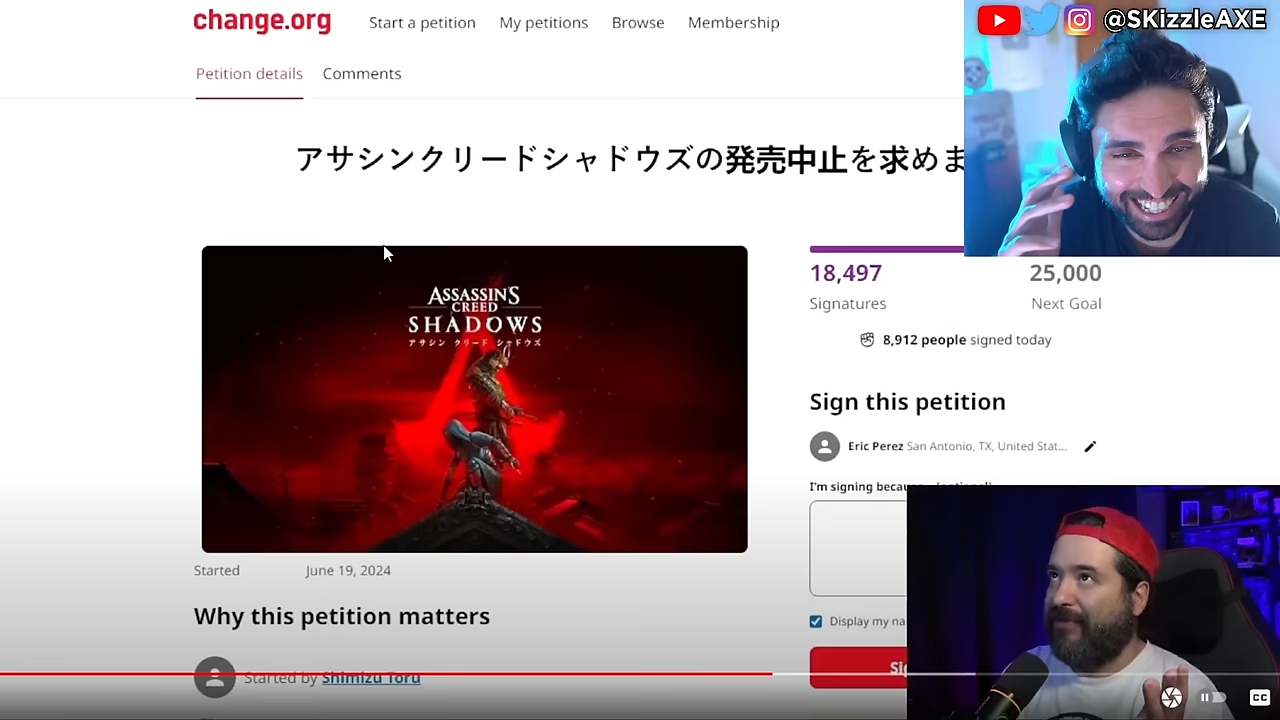 change.org
Start a petition
My petitions
Browse
Membership
@SKizzleAXE
Petition details
Comments
アサシンクリードシャドウズの発売中止を求めま
ASSASSIN'S
CREED
SHADOWS
アサシン クリード シャドウズ
18,497
25,000
Signatures
Next Goal
8,912 people signed today
Sign this petition
Eric Perez San Antonio, TX, United Stat...
I'm signing because... (optional)
Display my na
Started
June 19, 2024
Why this petition matters
Started by Shimizu Toru
CC